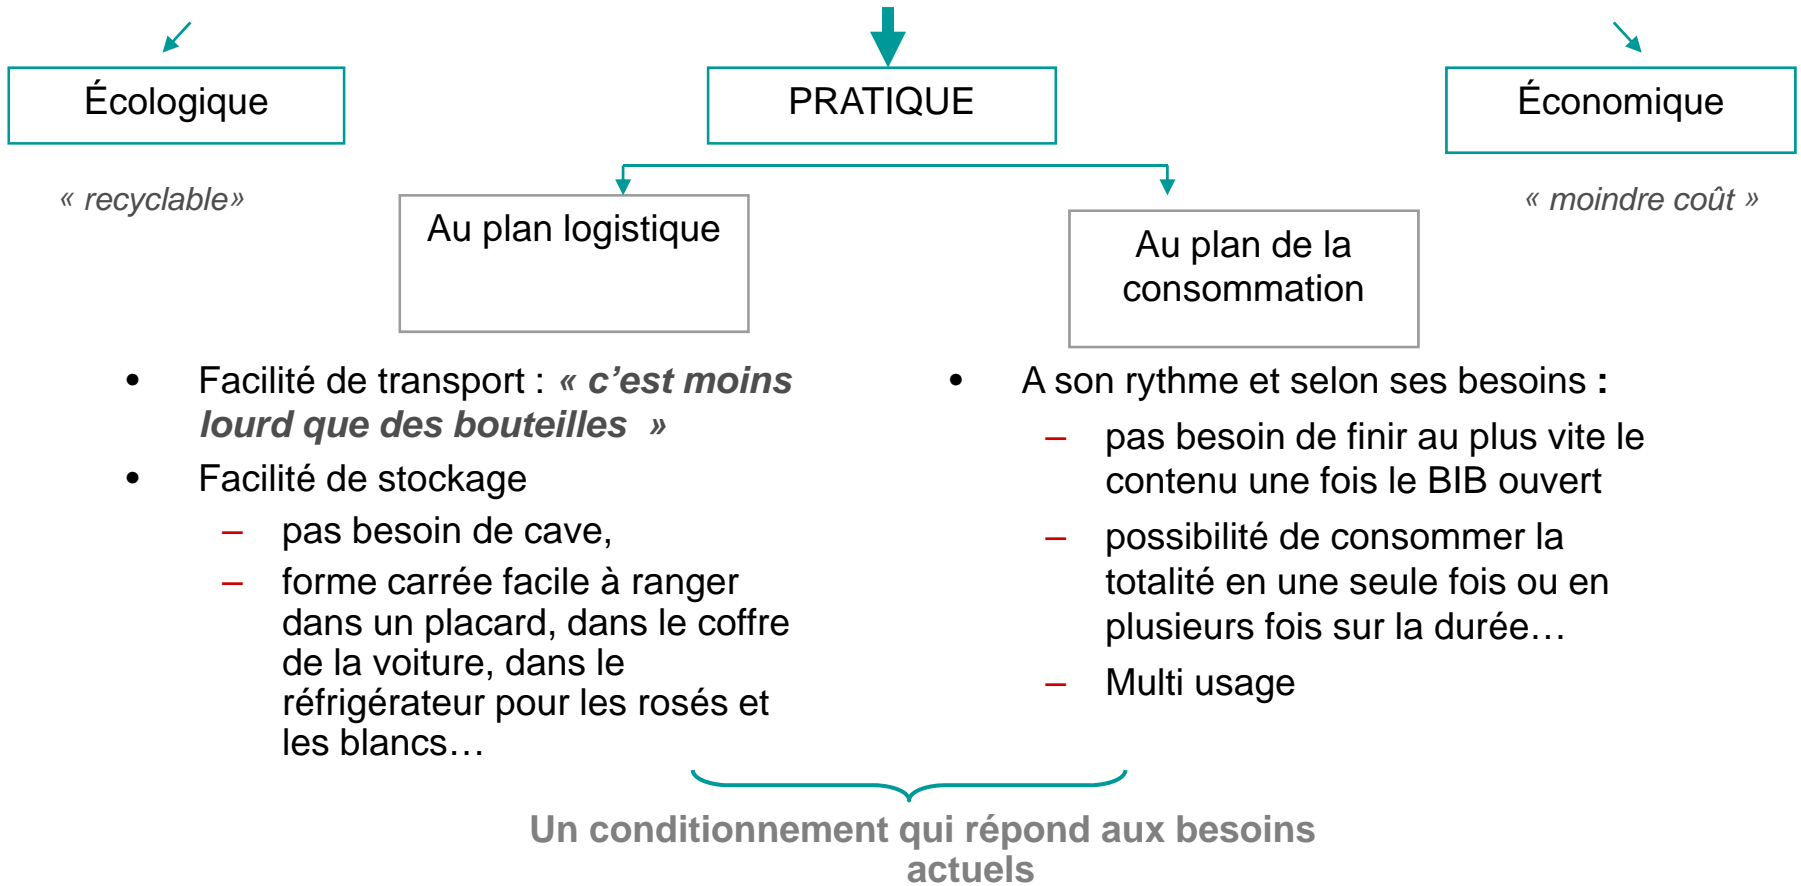 Écologique
PRATIQUE
Économique
« recyclable»
« moindre coût »
Au plan logistique
Au plan de la
consommation
• Facilité de transport : « c’est moins
lourd que des bouteilles  »
• Facilité de stockage
– pas besoin de cave,
– forme carrée facile à ranger
dans un placard, dans le coffre
de la voiture, dans le
réfrigérateur pour les rosés et
les blancs…
• A son rythme et selon ses besoins :
– pas besoin de finir au plus vite le
contenu une fois le BIB ouvert
– possibilité de consommer la
totalité en une seule fois ou en
plusieurs fois sur la durée…
– Multi usage
Un conditionnement qui répond aux besoins
actuels